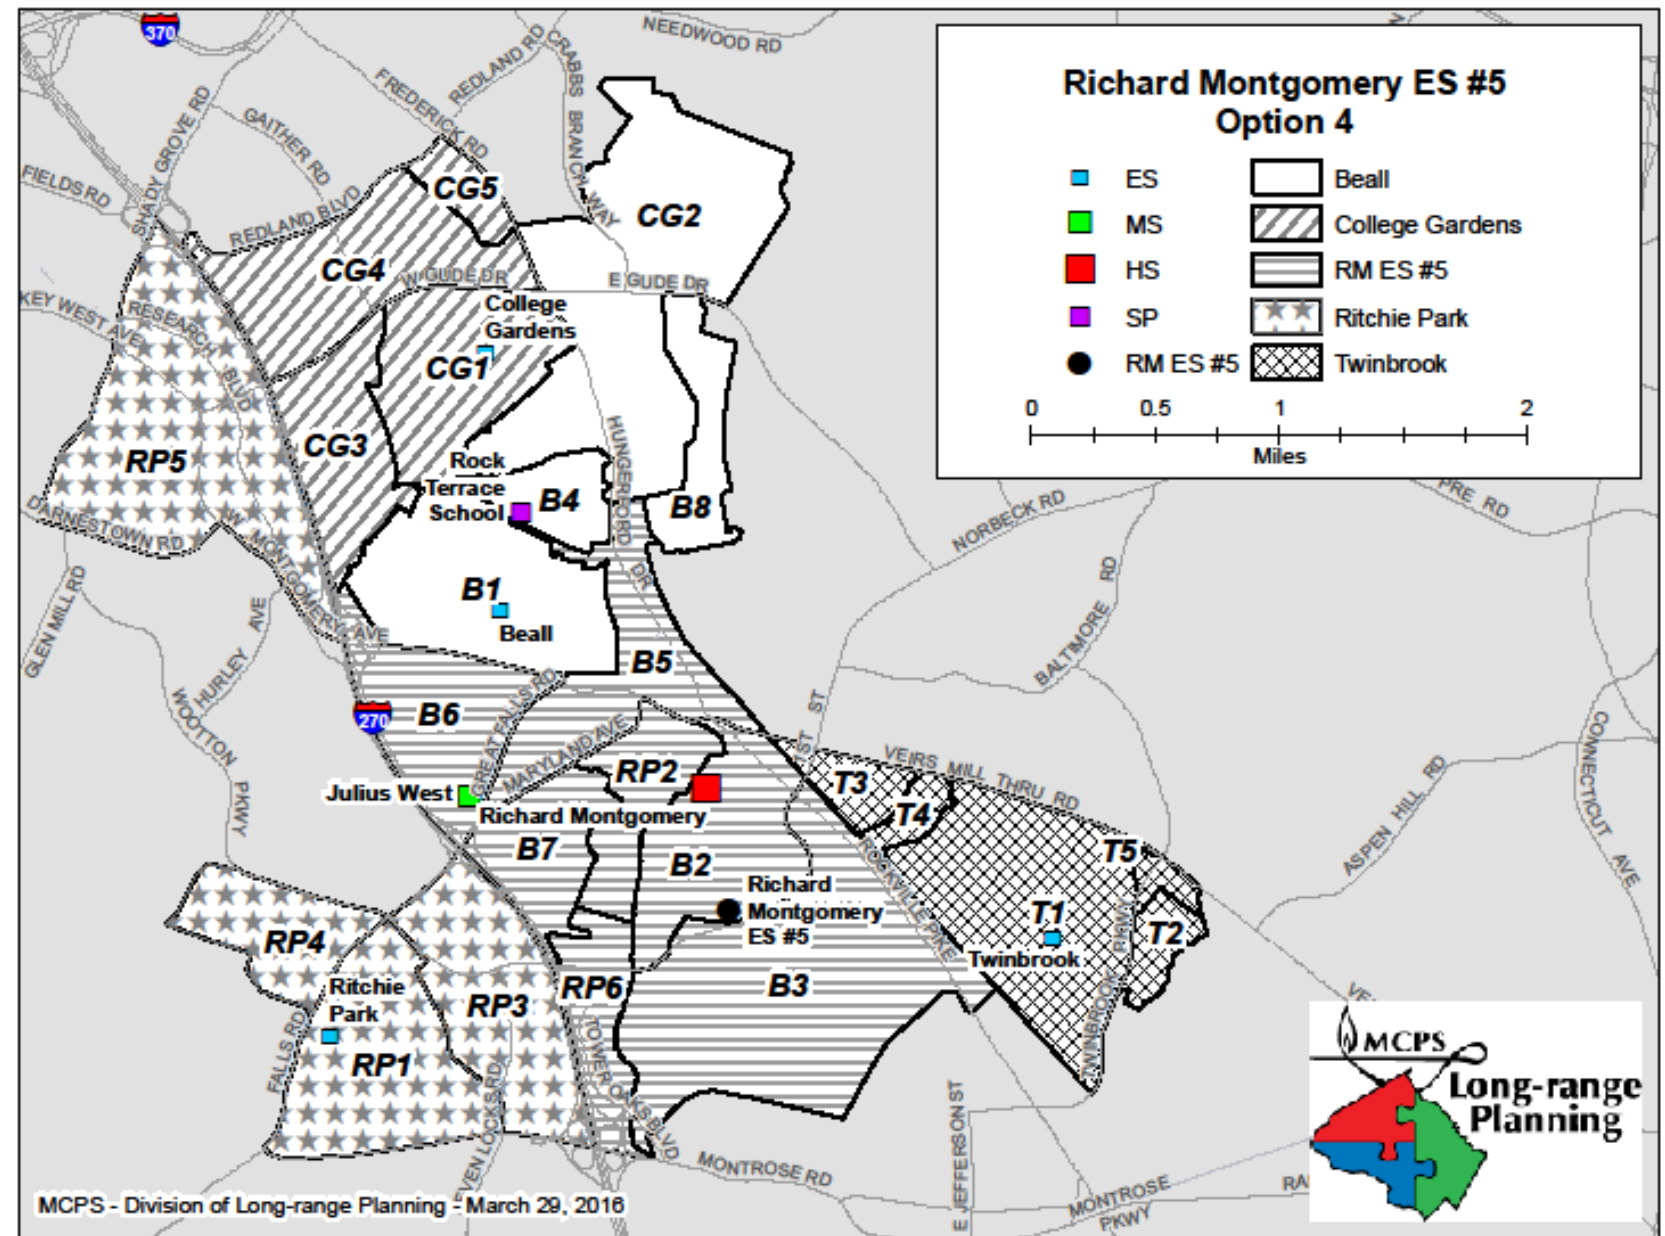 Richard Montgomery ES #5
Option 4
ES
MS
HS
SP
RM ES #5
Beall
College Gardens
RM ES #5
Ritchie Park
Twinbrook
0 0.5 1 2
Miles
370
NEEDWOOD RD
REDLAND RD
CRABBS BRANCH WAY
FREDERICK RD
SHADY GROVE RD
GAITHER RD
FIELDS RD
REDLAND BLVD
CG5
CG2
CG4
W GUDE DR
E GUDE DR
KEY WEST AVE
RESEARCH BLVD
College
Gardens
CG1
CG3
RP5
HUNGERFORD DR
Rock
Terrace
School
B4
B8
DARNESTOWN RD
W MONTGOMERY AVE
NORBECK RD
PRE RD
GLEN MILL RD
HURLEY AVE
B1
Beall
BALTIMORE RD
B5
WOOTTON PKWY
270
B6
GREAT FALLS RD
MARYLAND AVE
1ST ST
VEIRS MILL THRU RD
CONNECTICUT AVE
ASPEN HILL RD
RP2
T3
T4
Julius West
Richard Montgomery
B7
B2
T5
ROCKVILLE PIKE
Richard
Montgomery
ES #5
T1
T2
Twinbrook
TWINBROOK PKWY
RP4
Ritchie
Park
RP3
RP6
B3
FALLS RD
RP1
TOWER OAKS BLVD
SEVEN LOCKS RD
E JEFFERSON ST
MONTROSE RD
MONTROSE
PKWY
VE
RA
MCPS
Long-range
Planning
MCPS - Division of Long-range Planning - March 29, 2016